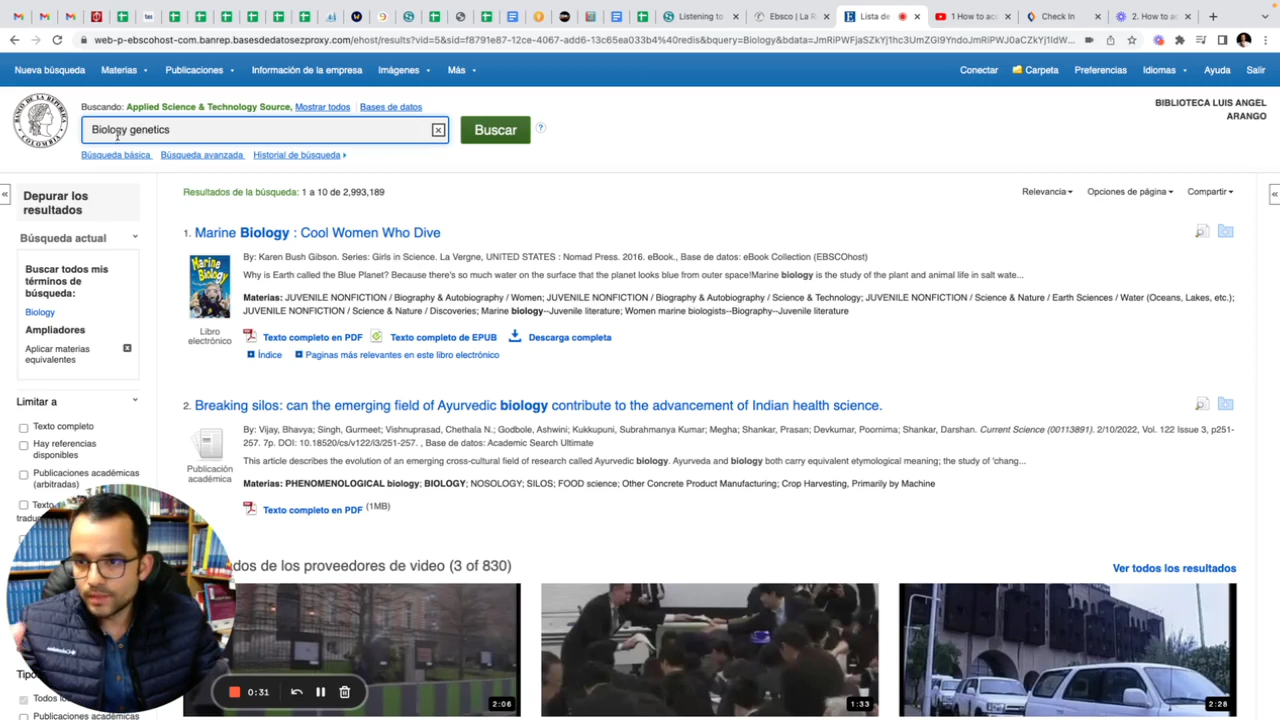 Listening to
Ebsco | La R
Lista de
1 How to ac
Check In
2. How to a
web-p-ebscohost-com.banrep.basesdedatosezproxy.com/ehost/results?vid=5&sid=f8791e87-12ce-4067-add6-13c65ea033b4%40redis&bquery=Biology&bdata=
Nueva búsqueda
Materias
Publicaciones
Información de la empresa
Imágenes
Más
Conectar
Carpeta
Preferencias
Idiomas
Ayuda
Salir
Buscando: Applied Science & Technology Source, Mostrar todos | Bases de datos
Biology genetics
Buscar
?
Búsqueda básica
Búsqueda avanzada
Historial de búsqueda
BIBLIOTECA LUIS ANGEL
ARANGO
Depurar los
resultados
Búsqueda actual
Buscar todos mis
términos de
búsqueda:
Biology
Ampliadores
Aplicar materias
equivalentes
Limitar a
Texto completo
Hay referencias
disponibles
Publicaciones académicas
(arbitradas)
Texto
tradu
Tipo
Todos lo
Publicaciones académicas
Resultados de la búsqueda: 1 a 10 de 2,993,189
Relevancia
Opciones de página
Compartir
1. Marine Biology : Cool Women Who Dive
By: Karen Bush Gibson. Series: Girls in Science. La Vergne, UNITED STATES : Nomad Press. 2016. eBook., Base de datos: eBook Collection (EBSCOhost)
Why is Earth called the Blue Planet? Because there's so much water on the surface that the planet looks blue from outer space!Marine biology is the study of the plant and animal life in salt wate...
Materias: JUVENILE NONFICTION / Biography & Autobiography / Women; JUVENILE NONFICTION / Biography & Autobiography / Science & Technology; JUVENILE NONFICTION / Science & Nature / Earth Sciences / Water (Oceans, Lakes, etc.);
JUVENILE NONFICTION / Science & Nature / Discoveries; Marine biology--Juvenile literature; Women marine biologists--Biography--Juvenile literature
Marine Biology
Libro
electrónico
Texto completo en PDF
Texto completo de EPUB
Descarga completa
Índice
Paginas más relevantes en este libro electrónico
2. Breaking silos: can the emerging field of Ayurvedic biology contribute to the advancement of Indian health science.
By: Vijay, Bhavya; Singh, Gurmeet; Vishnuprasad, Chethala N.; Godbole, Ashwini; Kukkupuni, Subrahmanya Kumar; Megha; Shankar, Prasan; Devkumar, Poornima; Shankar, Darshan. Current Science (00113891). 2/10/2022, Vol. 122 Issue 3, p251-
257. 7p. DOI: 10.18520/cs/v122/i3/251-257. , Base de datos: Academic Search Ultimate
This article describes the evolution of an emerging cross-cultural field of research called Ayurvedic biology. Ayurveda and biology both carry equivalent etymological meaning; the study of 'chang...
Publicación
académica
Materias: PHENOMENOLOGICAL biology; BIOLOGY; NOSOLOGY; SILOS; FOOD science; Other Concrete Product Manufacturing; Crop Harvesting, Primarily by Machine
Texto completo en PDF (1MB)
dos de los proveedores de video (3 of 830)
Ver todos los resultados
0:31
2:06
1:33
2:28